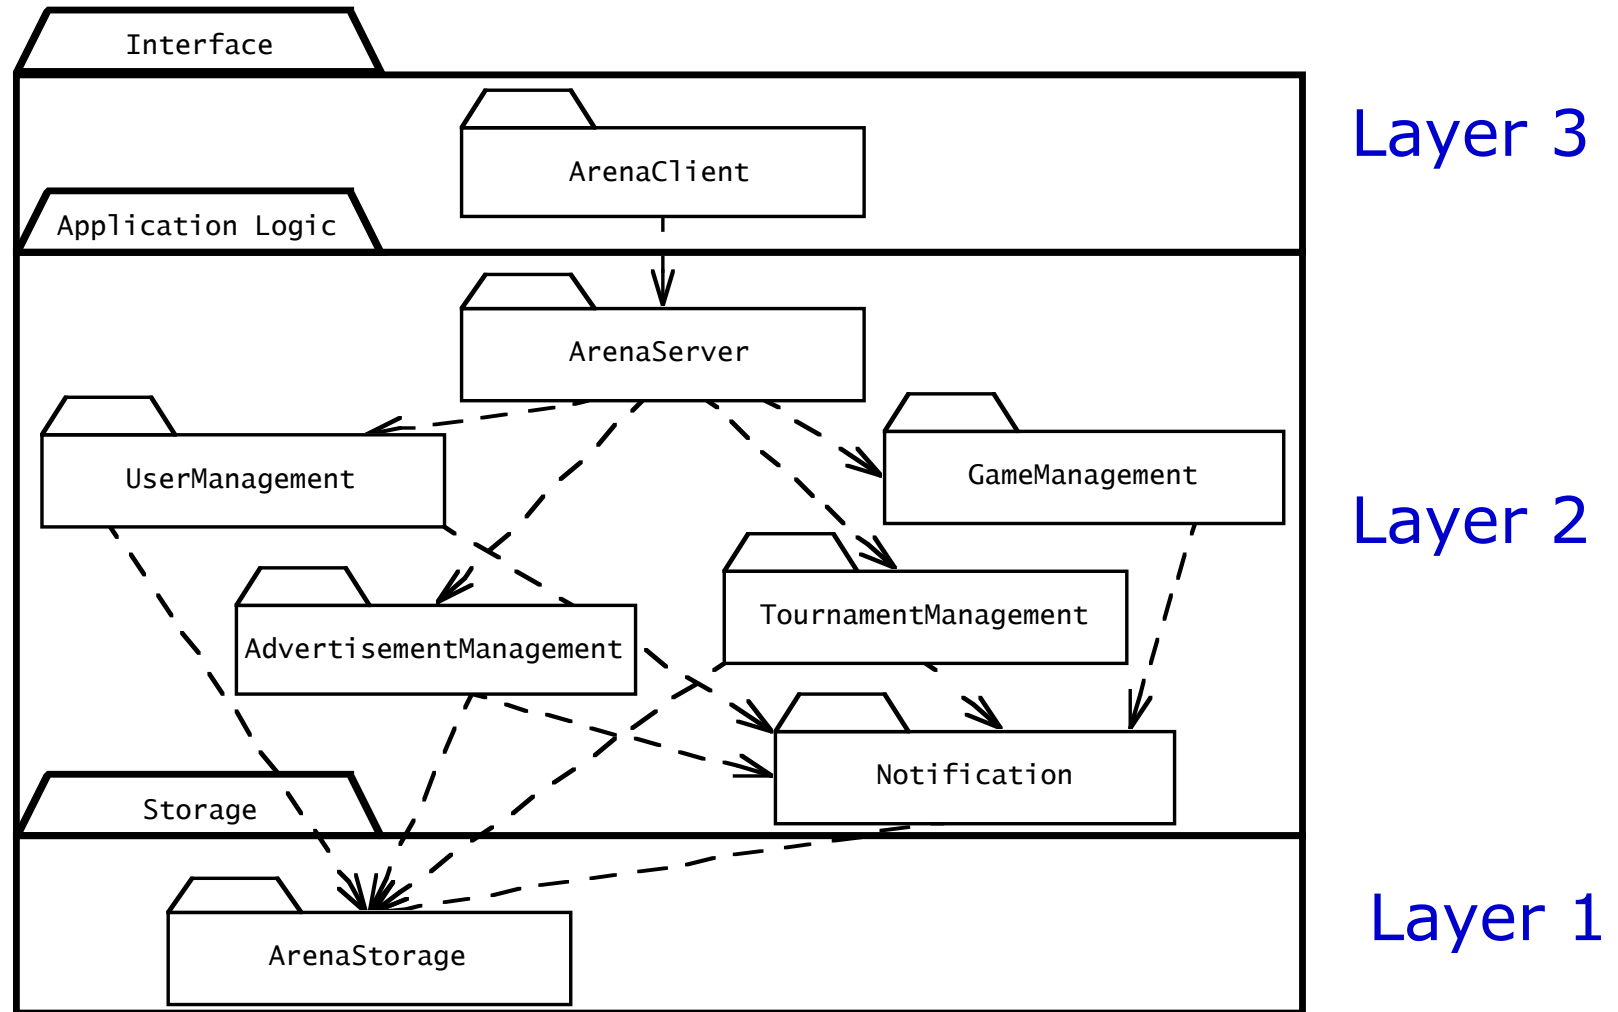 Interface
Layer 3
ArenaClient
Application Logic
ArenaServer
UserManagement
GameManagement
Layer 2
TournamentManagement
AdvertisementManagement
Notification
Storage
Layer 1
ArenaStorage